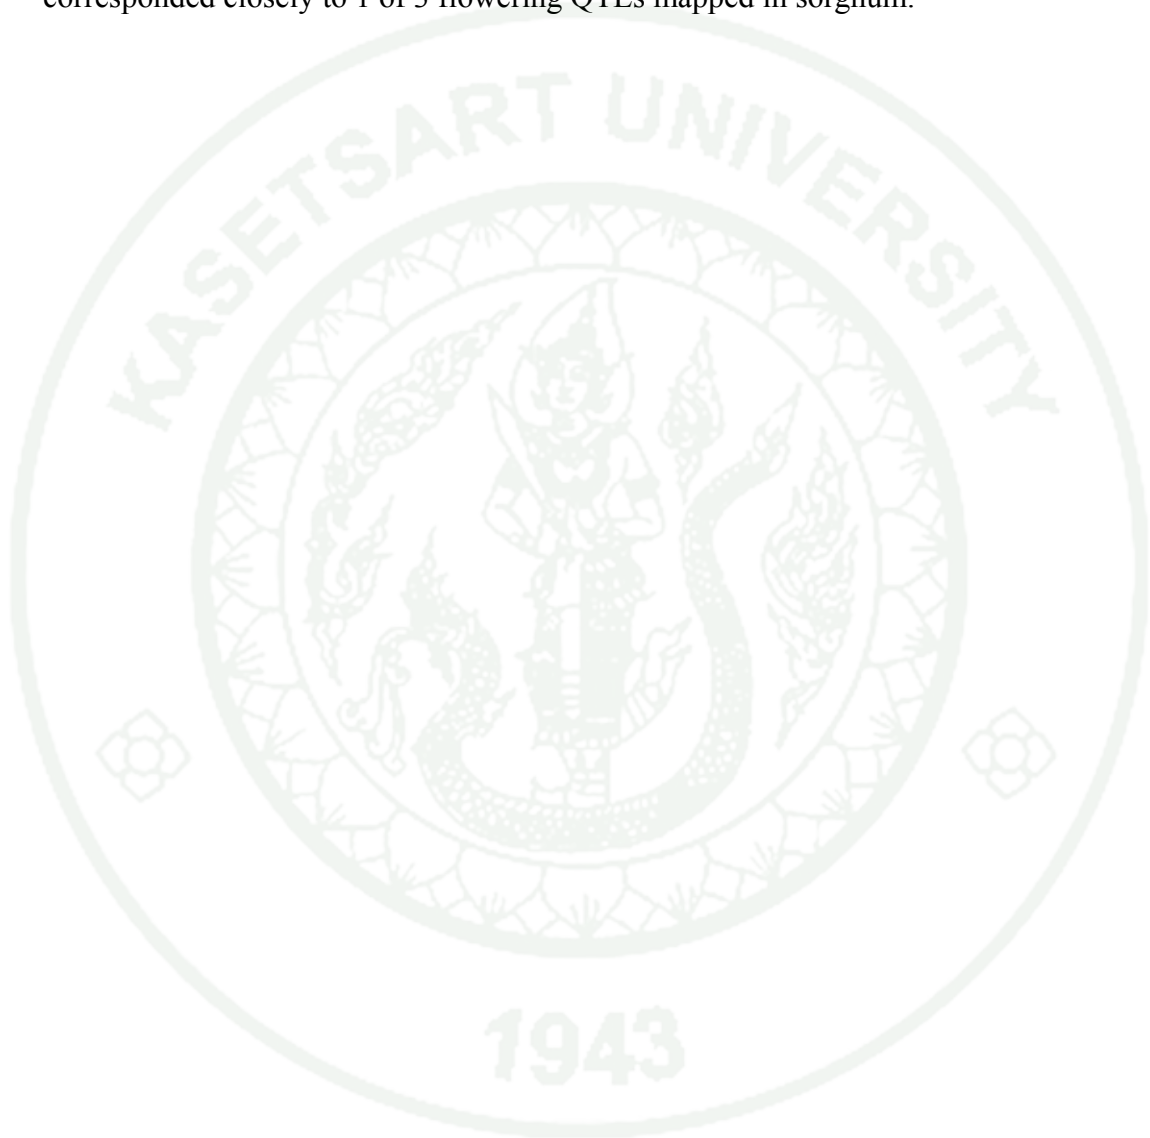 corresponded closely to 1 of 3 flowering QTLs mapped in sorghum.
KASETSART UNIVERSITY
1943